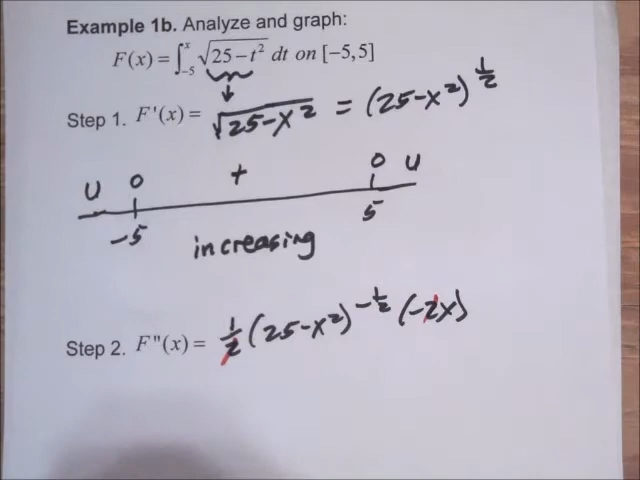 Example 1b. Analyze and graph:
F(x) = ∫₋₅ˣ √(25 − t²) dt on [−5, 5]
Step 1. F'(x) = √(25 − x²) = (25 − x²)^(1/2)
U 0 + 0 U
−5 increasing 5
Step 2. F"(x) = 1/2 (25 − x²)^(−1/2) (−2x)